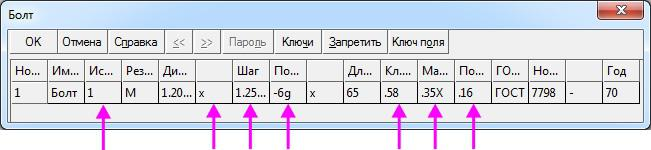 Болт
OK Отмена Справка << >> Пароль Ключи Запретить Ключ поля
Но... Им... Ис... Рез... Ди... Шаг По... Дл... Кл.... Ма... По... ГО... Но... Год
1 Болт 1 М 1.20... х 1.25... -6g х 65 .58 .35X .16 ГОСТ 7798 - 70